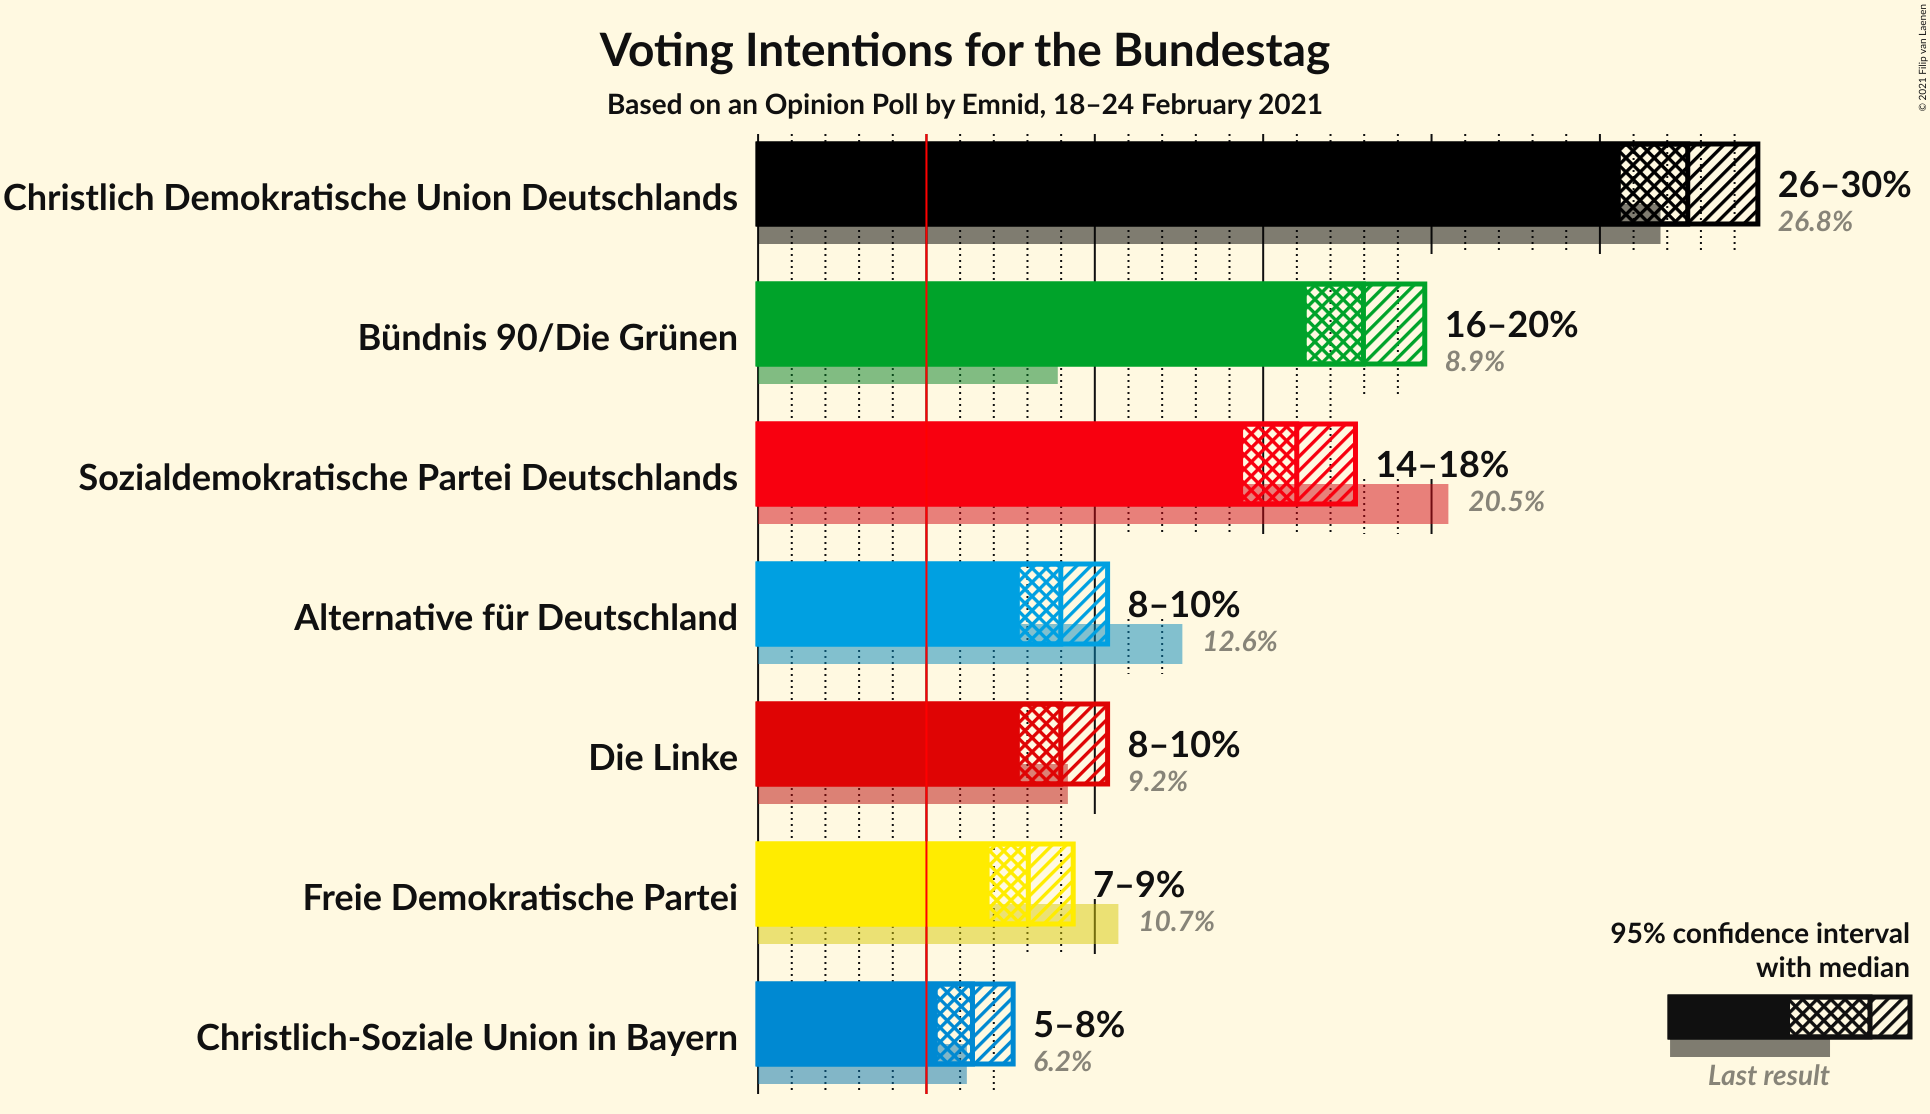 Voting Intentions for the Bundestag
Based on an Opinion Poll by Emnid, 18–24 February 2021
© 2021 Filip van Laenen
Christlich Demokratische Union Deutschlands
26–30%
26.8%
Bündnis 90/Die Grünen
16–20%
8.9%
Sozialdemokratische Partei Deutschlands
14–18%
20.5%
Alternative für Deutschland
8–10%
12.6%
Die Linke
8–10%
9.2%
Freie Demokratische Partei
7–9%
10.7%
Christlich-Soziale Union in Bayern
5–8%
6.2%
95% confidence interval
with median
Last result